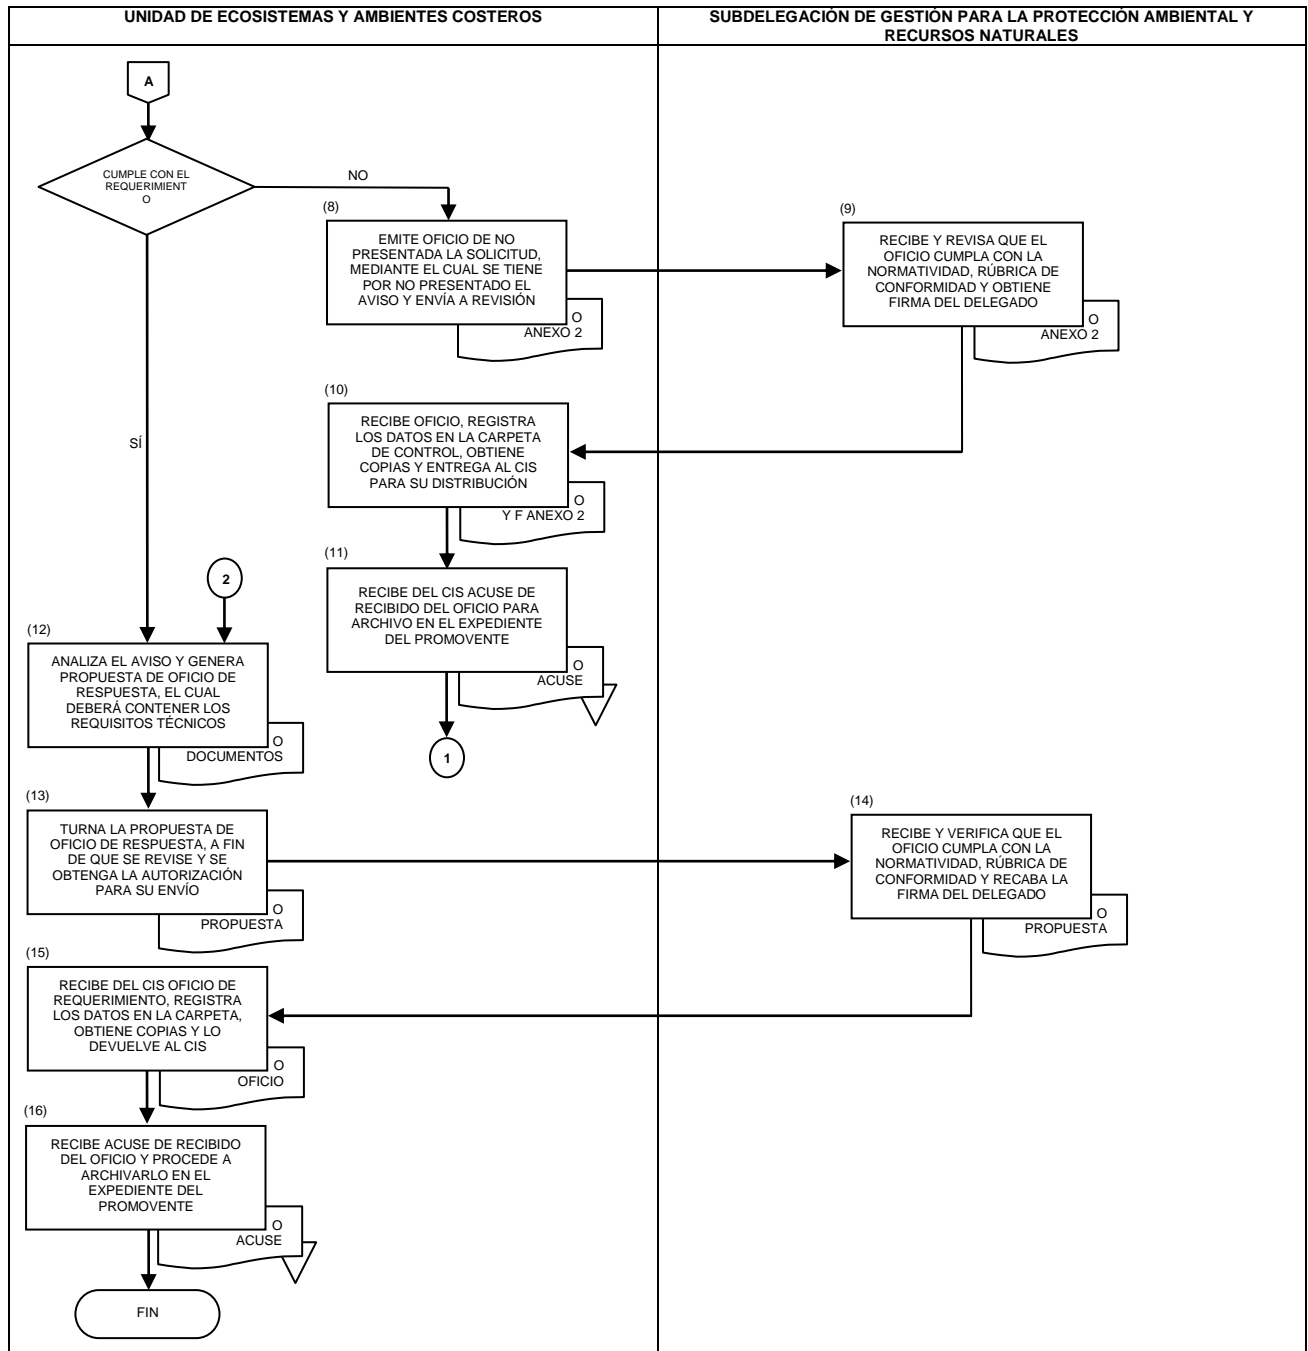 UNIDAD DE ECOSISTEMAS Y AMBIENTES COSTEROS
SUBDELEGACIÓN DE GESTIÓN PARA LA PROTECCIÓN AMBIENTAL Y
RECURSOS NATURALES
A
CUMPLE CON EL
REQUERIMIENT
O
NO
SÍ
(8)
EMITE OFICIO DE NO
PRESENTADA LA SOLICITUD,
MEDIANTE EL CUAL SE TIENE
POR NO PRESENTADO EL
AVISO Y ENVÍA A REVISIÓN
O
ANEXO 2
(9)
RECIBE Y REVISA QUE EL
OFICIO CUMPLA CON LA
NORMATIVIDAD, RÚBRICA DE
CONFORMIDAD Y OBTIENE
FIRMA DEL DELEGADO
O
ANEXO 2
(10)
RECIBE OFICIO, REGISTRA
LOS DATOS EN LA CARPETA
DE CONTROL, OBTIENE
COPIAS Y ENTREGA AL CIS
PARA SU DISTRIBUCIÓN
O
Y F ANEXO 2
(11)
RECIBE DEL CIS ACUSE DE
RECIBIDO DEL OFICIO PARA
ARCHIVO EN EL EXPEDIENTE
DEL PROMOVENTE
O
ACUSE
1
2
(12)
ANALIZA EL AVISO Y GENERA
PROPUESTA DE OFICIO DE
RESPUESTA, EL CUAL
DEBERÁ CONTENER LOS
REQUISITOS TÉCNICOS
O
DOCUMENTOS
(13)
TURNA LA PROPUESTA DE
OFICIO DE RESPUESTA, A FIN
DE QUE SE REVISE Y SE
OBTENGA LA AUTORIZACIÓN
PARA SU ENVÍO
O
PROPUESTA
(14)
RECIBE Y VERIFICA QUE EL
OFICIO CUMPLA CON LA
NORMATIVIDAD, RÚBRICA DE
CONFORMIDAD Y RECABA LA
FIRMA DEL DELEGADO
O
PROPUESTA
(15)
RECIBE DEL CIS OFICIO DE
REQUERIMIENTO, REGISTRA
LOS DATOS EN LA CARPETA,
OBTIENE COPIAS Y LO
DEVUELVE AL CIS
O
OFICIO
(16)
RECIBE ACUSE DE RECIBIDO
DEL OFICIO Y PROCEDE A
ARCHIVARLO EN EL
EXPEDIENTE DEL
PROMOVENTE
O
ACUSE
FIN